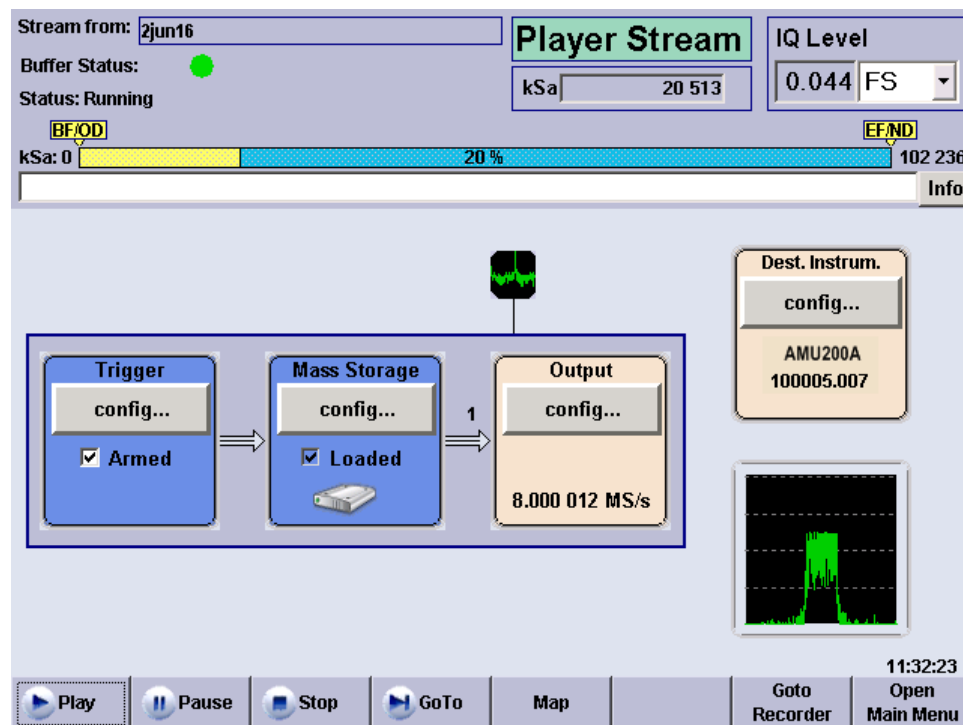 Stream from: 2jun16
Player Stream
IQ Level
Buffer Status:
kSa 20 513
0.044 FS
Status: Running
BF/OD
EF/ND
kSa: 0
20 %
102 236
Info
Dest. Instrum.
config...
AMU200A
100005.007
Trigger
config...
Armed
Mass Storage
config...
Loaded
1
Output
config...
8.000 012 MS/s
11:32:23
Play
Pause
Stop
GoTo
Map
Goto
Recorder
Open
Main Menu